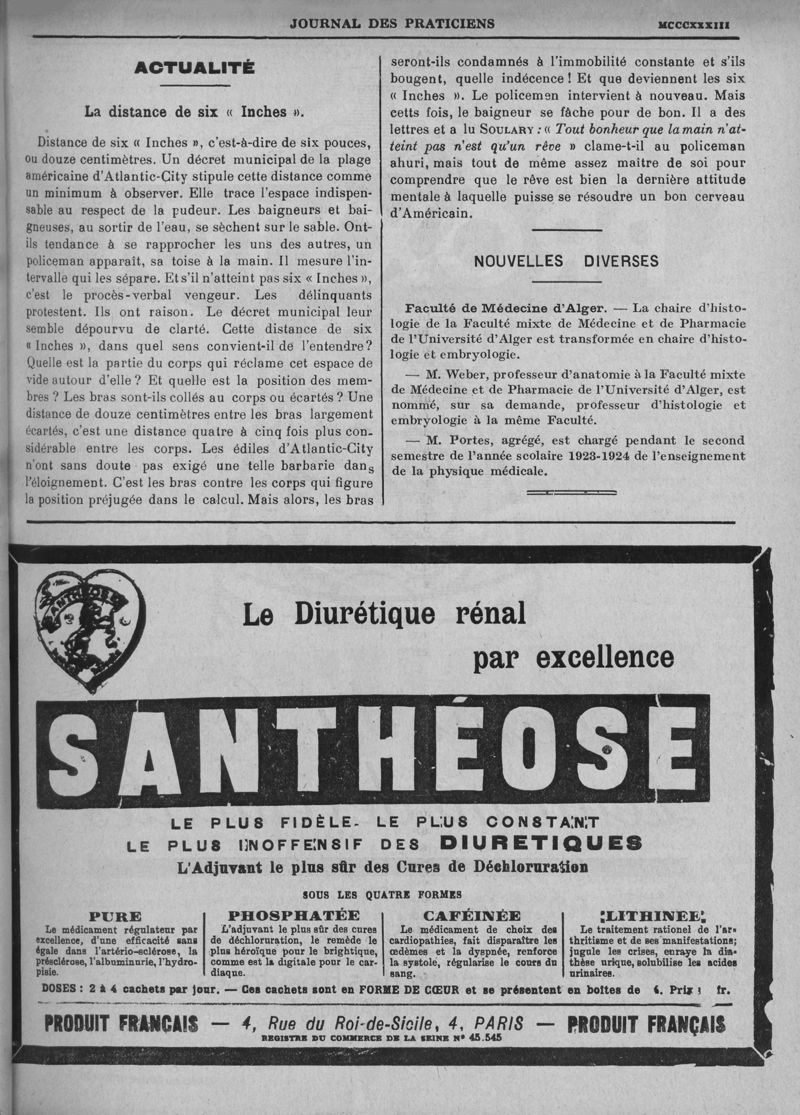 JOURNAL DES PRATICIENS
MCCCXXXIII
ACTUALITÉ
La distance de six « Inches ».
Distance de six « Inches », c'est-à-dire de six pouces,
ou douze centimètres. Un décret municipal de la plage
américaine d'Atlantic-City stipule cette distance comme
un minimum à observer. Elle trace l'espace indispen-
sable au respect de la pudeur. Les baigneurs et bai-
gneuses, au sortir de l'eau, se sèchent sur le sable. Ont-
ils tendance à se rapprocher les uns des autres, un
policeman apparaît, sa toise à la main. Il mesure l'in-
tervalle qui les sépare. Et s'il n'atteint pas six « Inches »,
c'est le procès-verbal vengeur. Les délinquants
protestent. Ils ont raison. Le décret municipal leur
semble dépourvu de clarté. Cette distance de six
« Inches », dans quel sens convient-il de l'entendre?
Quelle est la partie du corps qui réclame cet espace de
vide autour d'elle? Et quelle est la position des mem-
bres? Les bras sont-ils collés au corps ou écartés? Une
distance de douze centimètres entre les bras largement
écartés, c'est une distance quatre à cinq fois plus con-
sidérable entre les corps. Les édiles d'Atlantic-City
n'ont sans doute pas exigé une telle barbarie dans
l'éloignement. C'est les bras contre les corps qui figure
la position préjugée dans le calcul. Mais alors, les bras
seront-ils condamnés à l'immobilité constante et s'ils
bougent, quelle indécence! Et que deviennent les six
« Inches ». Le policeman intervient à nouveau. Mais
cetts fois, le baigneur se fâche pour de bon. Il a des
lettres et a lu SOULARY : « Tout bonheur que la main n'at-
teint pas n'est qu'un rêve » clame-t-il au policeman
ahuri, mais tout de même assez maitre de soi pour
comprendre que le rêve est bien la dernière attitude
mentale à laquelle puisse se résoudre un bon cerveau
d'Américain.
NOUVELLES DIVERSES
Faculté de Médecine d'Alger. — La chaire d'histo-
logie de la Faculté mixte de Médecine et de Pharmacie
de l'Université d'Alger est transformée en chaire d'histo-
logie et embryologie.
— M. Weber, professeur d'anatomie à la Faculté mixte
de Médecine et de Pharmacie de l'Université d'Alger, est
nommé, sur sa demande, professeur d'histologie et
embryologie à la même Faculté.
— M. Portes, agrégé, est chargé pendant le second
semestre de l'année scolaire 1923-1924 de l'enseignement
de la physique médicale.
SANTHÉOSE
Le Diurétique rénal
par excellence
SANTHÉOSE
LE PLUS FIDÈLE - LE PLUS CONSTANT
LE PLUS INOFFENSIF DES DIURETIQUES
L'Adjuvant le plus sûr des Cures de Déchloruration
SOUS LES QUATRE FORMES
PURE
Le médicament régulateur par
excellence, d'une efficacité sans
égale dans l'artério-sclérose, la
présclérose, l'albuminurie, l'hydro-
pisie.
PHOSPHATÉE
L'adjuvant le plus sûr des cures
de déchloruration, le remède le
plus héroïque pour le brightique,
comme est la digitale pour le car-
diaque.
CAFÉINÉE
Le médicament de choix des
cardiopathies, fait disparaître les
œdèmes et la dyspnée, renforce
la systole, régularise le cours du
sang.
LITHINEE
Le traitement rationel de l'ar-
thritisme et de ses manifestations;
jugule les crises, enraye la dia-
thèse urique, solubilise les acides
urinaires.
DOSES : 2 à 4 cachets par jour. — Ces cachets sont en FORME DE CŒUR et se présentent en boîtes de 4. Prix : fr.
PRODUIT FRANCAIS — 4, Rue du Roi-de-Sicile, 4, PARIS — PRODUIT FRANÇAIS
REGISTRE DU COMMERCE DE LA SEINE Nº 45.545